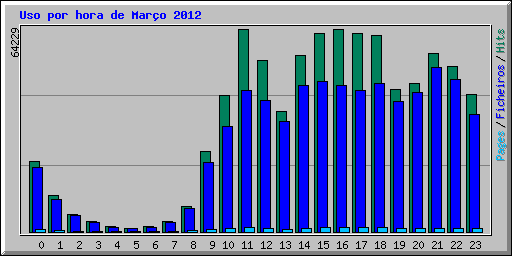 Uso por hora de Março 2012
64229
Pages / Ficheiros / Hits
0 1 2 3 4 5 6 7 8 9 10 11 12 13 14 15 16 17 18 19 20 21 22 23